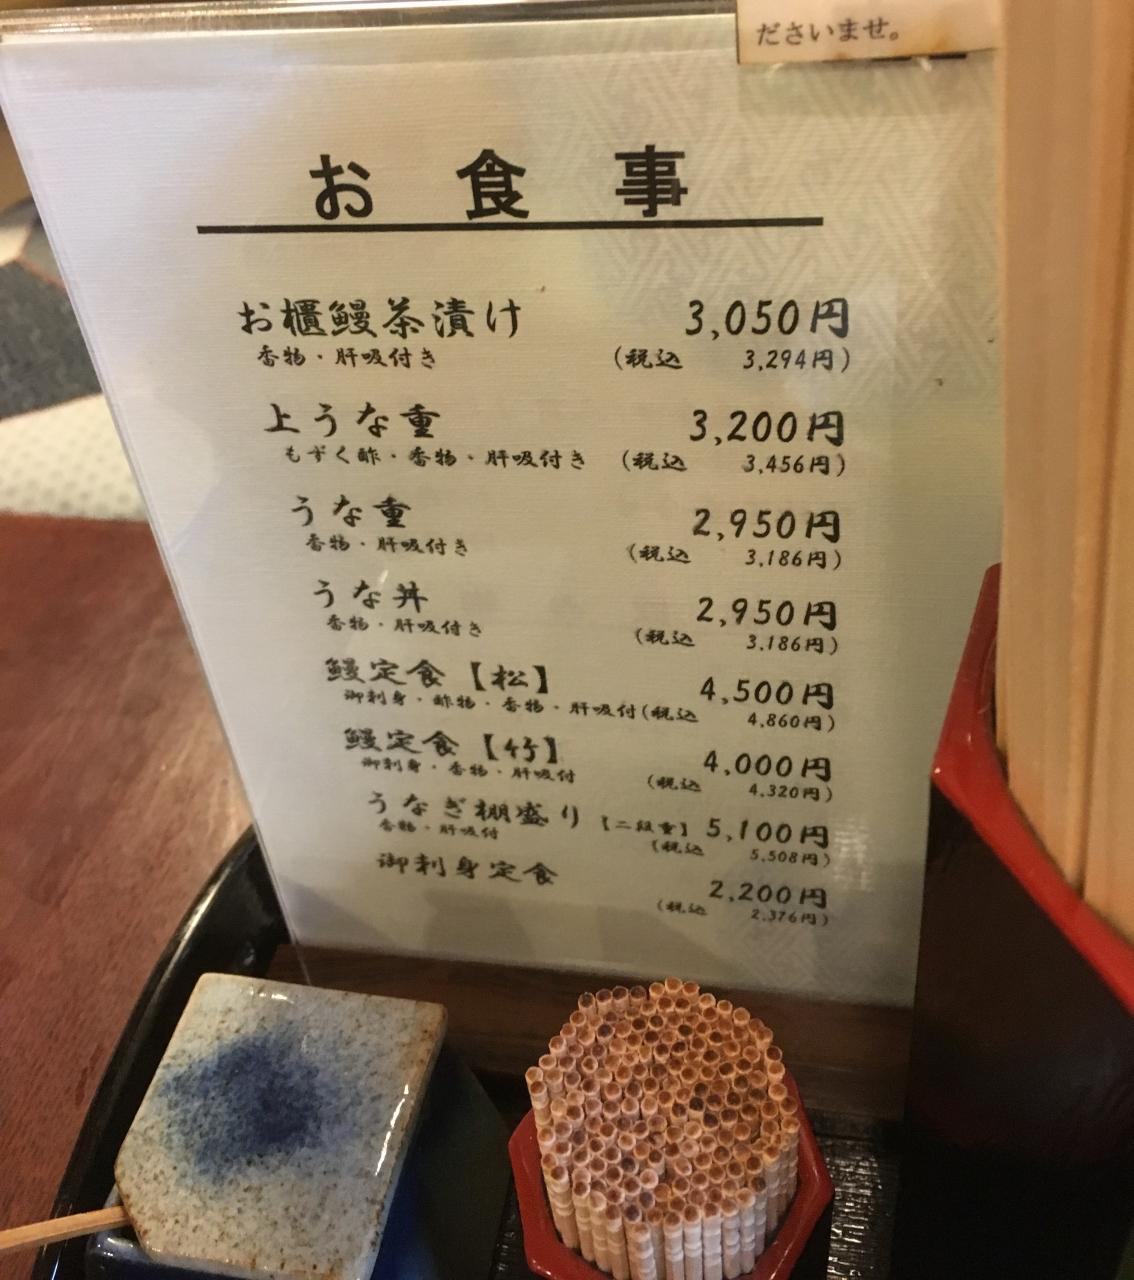 ださいませ。
お食事
お櫃鰻茶漬け 3,050円
香物・肝吸付き (税込 3,294円)
上うな重 3,200円
もずく酢・香物・肝吸付き (税込 3,456円)
うな重 2,950円
香物・肝吸付き (税込 3,186円)
うな丼 2,950円
香物・肝吸付き (税込 3,186円)
鰻定食【松】 4,500円
御刺身・酢物・香物・肝吸付 (税込 4,860円)
鰻定食【竹】 4,000円
御刺身・香物・肝吸付 (税込 4,320円)
うなぎ棚盛り【二段重】 5,100円
香物・肝吸付 (税込 5,508円)
御刺身定食 2,200円
(税込 2,376円)